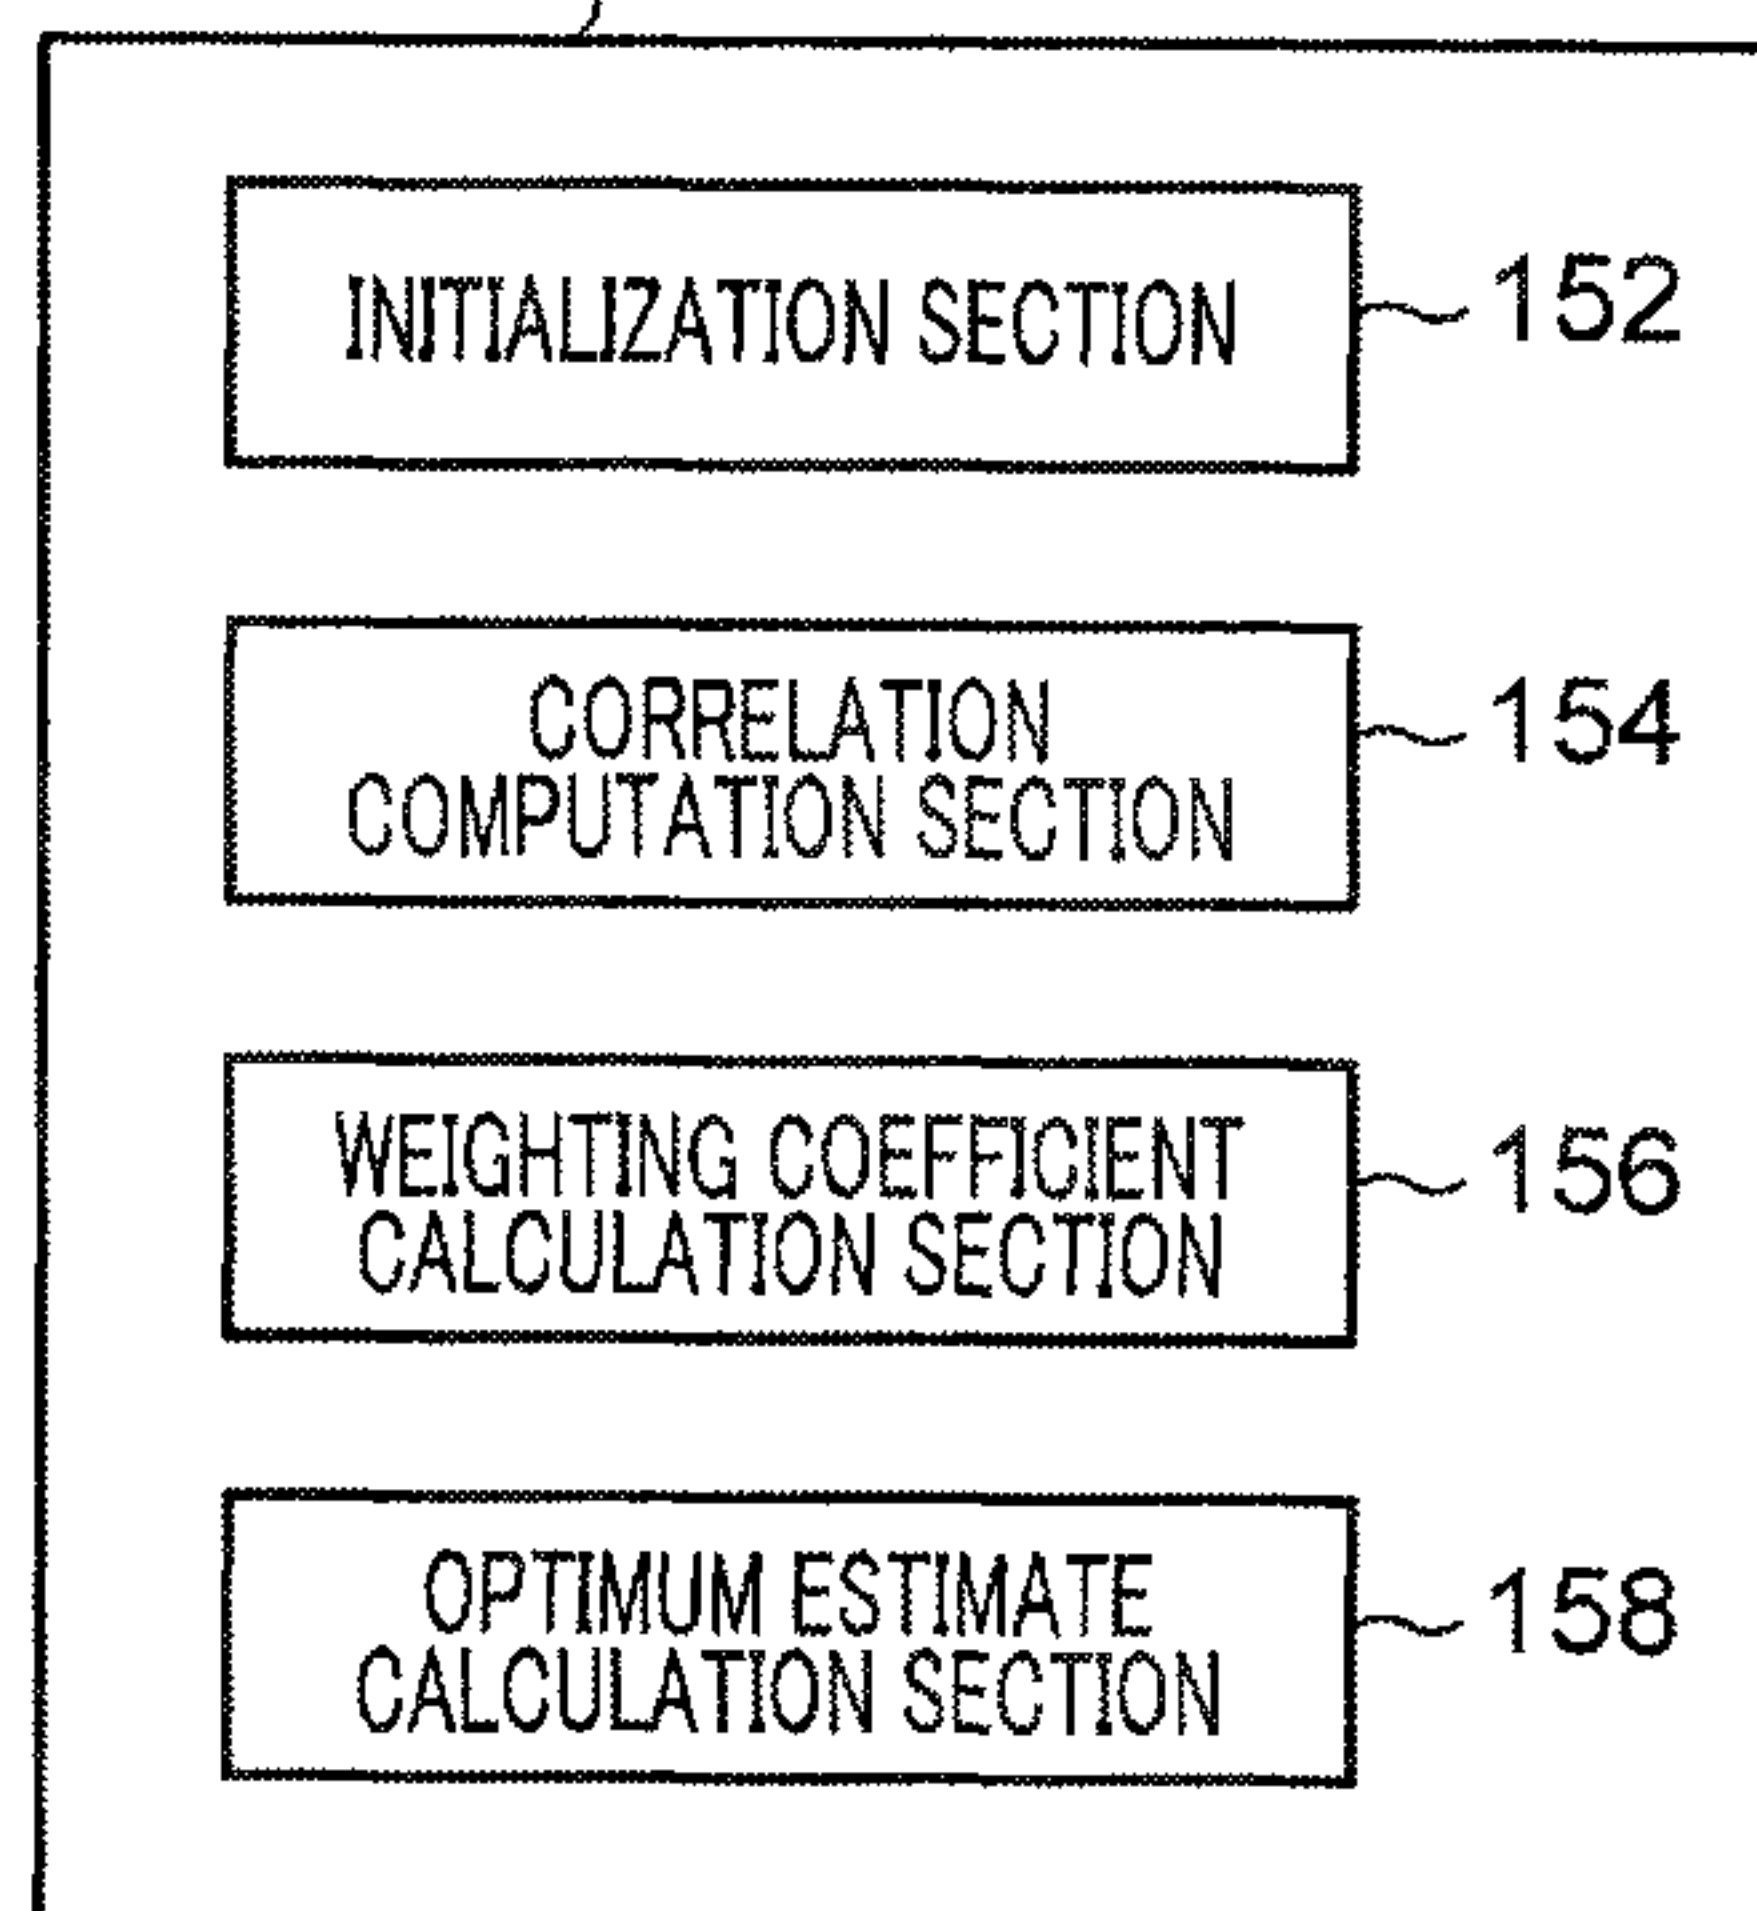 INITIALIZATION SECTION
152
CORRELATION
COMPUTATION SECTION
154
WEIGHTING COEFFICIENT
CALCULATION SECTION
156
OPTIMUM ESTIMATE
CALCULATION SECTION
158